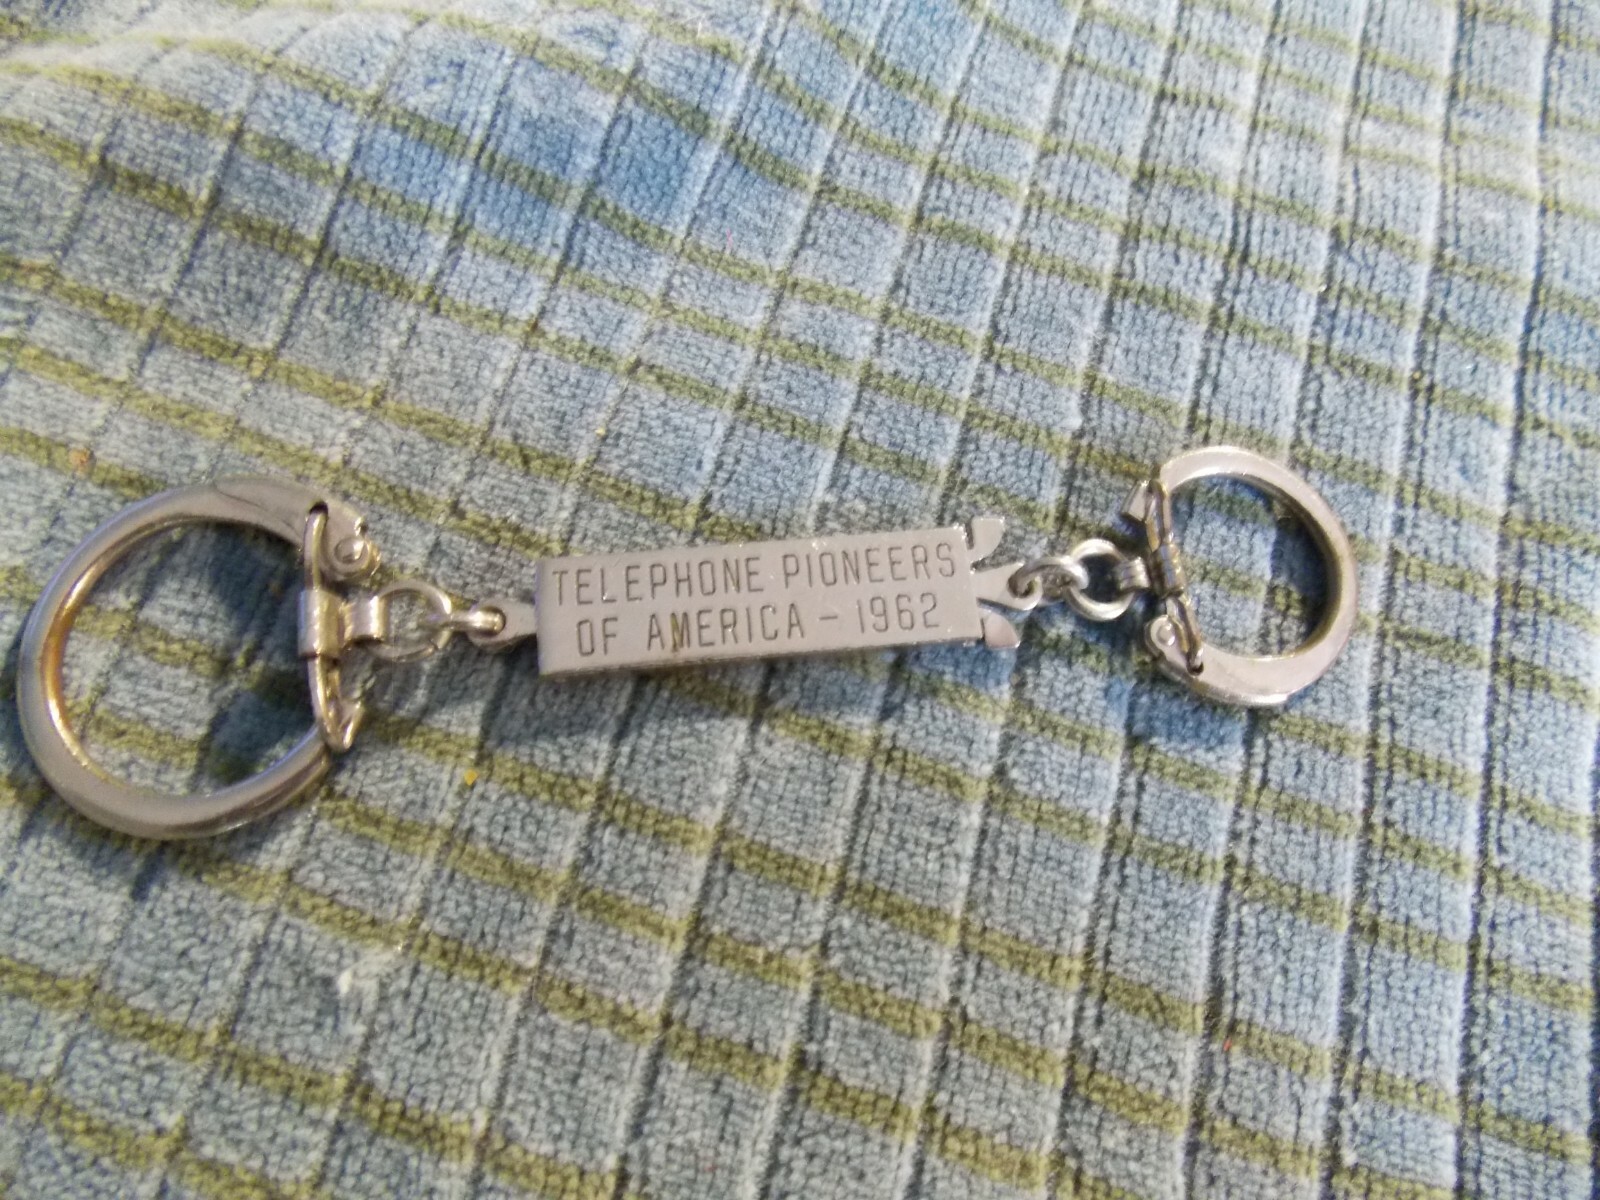 TELEPHONE PIONEERS
OF AMERICA - 1962